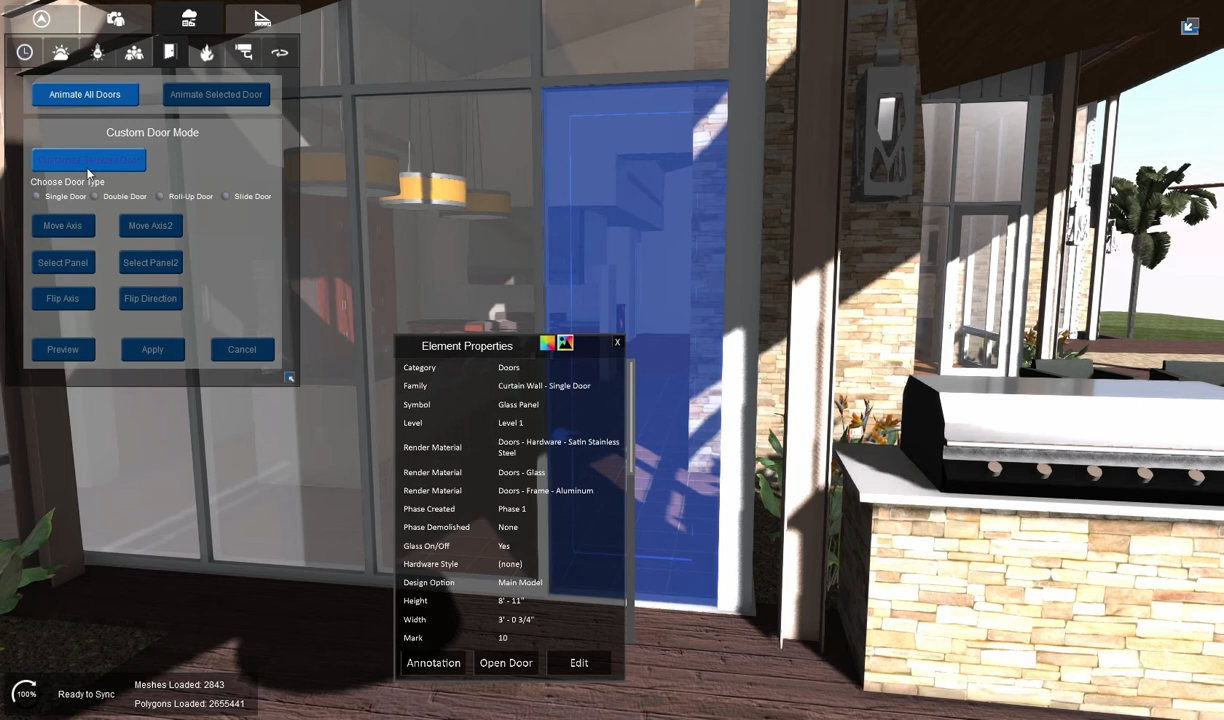 Animate All Doors
Animate Selected Door
Custom Door Mode
Choose Door Type
Single Door
Double Door
Roll-Up Door
Slide Door
Move Axis
Move Axis2
Select Panel
Select Panel2
Flip Axis
Flip Direction
Preview
Apply
Cancel
Element Properties
X
Category Doors
Family Curtain Wall - Single Door
Symbol Glass Panel
Level Level 1
Render Material Doors - Hardware - Satin Stainless
Steel
Render Material Doors - Glass
Render Material Doors - Frame - Aluminum
Phase Created Phase 1
Phase Demolished None
Glass On/Off Yes
Hardware Style (none)
Design Option Main Model
Height 8' - 11"
Width 3' - 0 3/4"
Mark 10
Annotation
Open Door
Edit
100%
Ready to Sync
Meshes Loaded: 2843
Polygons Loaded: 2655441